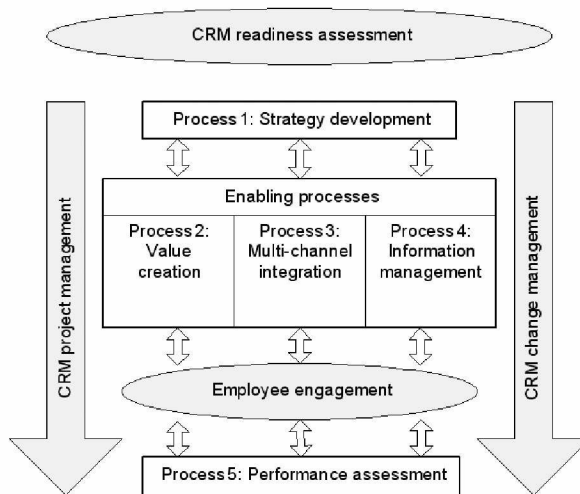 CRM readiness assessment
Process 1: Strategy development
Enabling processes
Process 2:
Value
creation
Process 3:
Multi-channel
integration
Process 4:
Information
management
CRM project management
CRM change management
Employee engagement
Process 5: Performance assessment